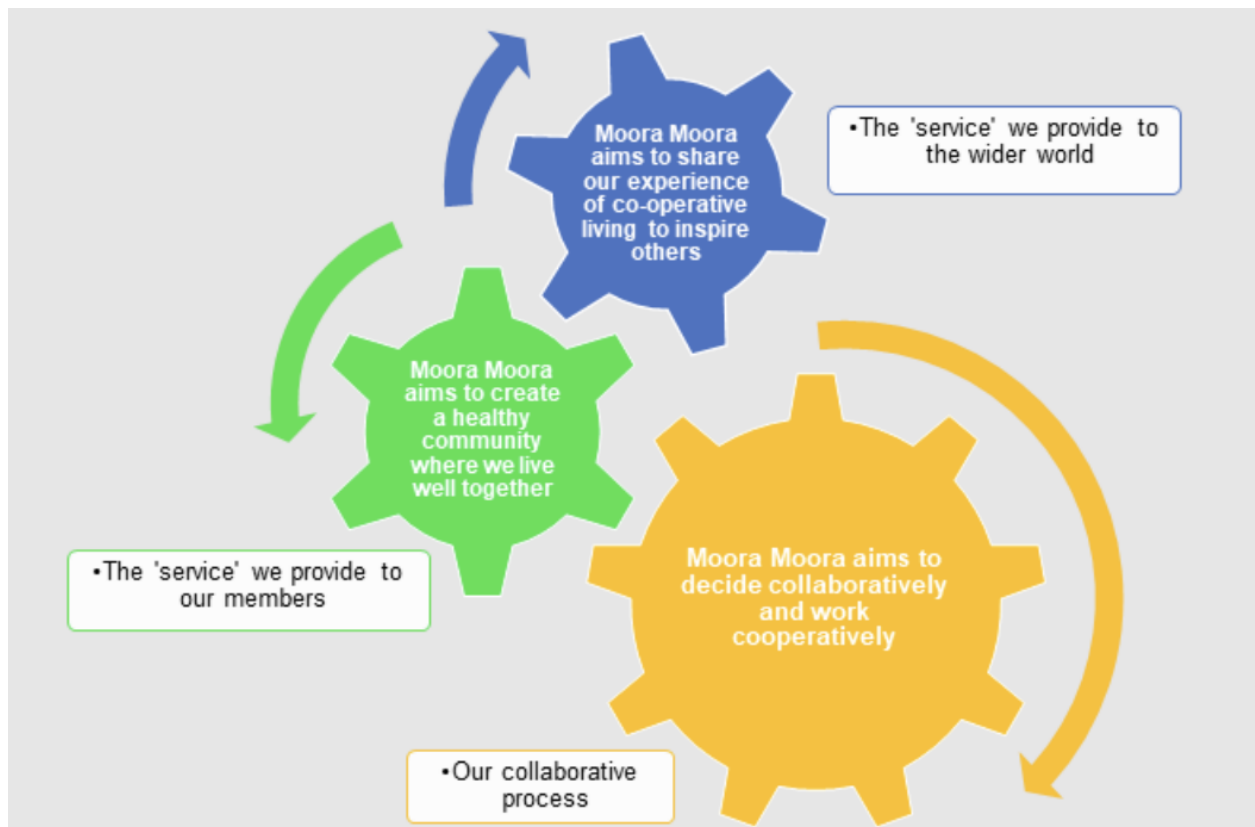 Moora Moora
aims to share
our experience
of co-operative
living to inspire
others
•The 'service' we provide to
the wider world
Moora Moora
aims to create
a healthy
community
where we live
well together
•The 'service' we provide to
our members
Moora Moora aims to
decide collaboratively
and work
cooperatively
•Our collaborative
process